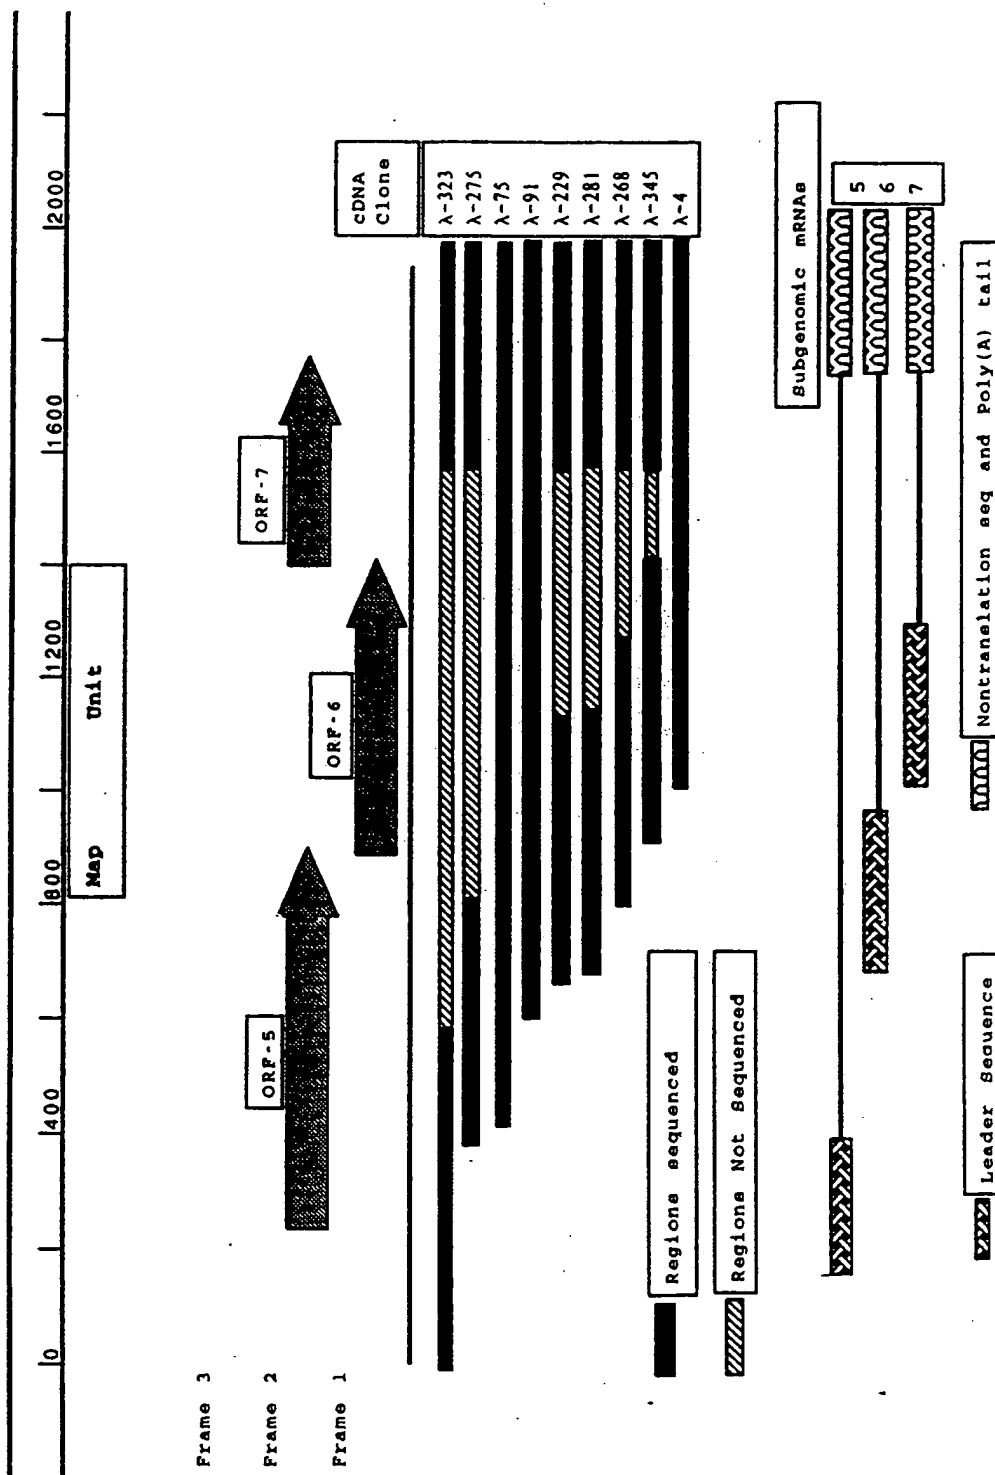 0
400
800
1200
1600
2000
Map Unit
Frame 3
Frame 2
Frame 1
ORF-5
ORF-6
ORF-7
cDNA
Clone
λ-323
λ-275
λ-75
λ-91
λ-229
λ-281
λ-268
λ-345
λ-4
Regions sequenced
Regions Not Sequenced
Subgenomic mRNAs
5
6
7
Leader Sequence
Nontranslation seq and Poly(A) tail